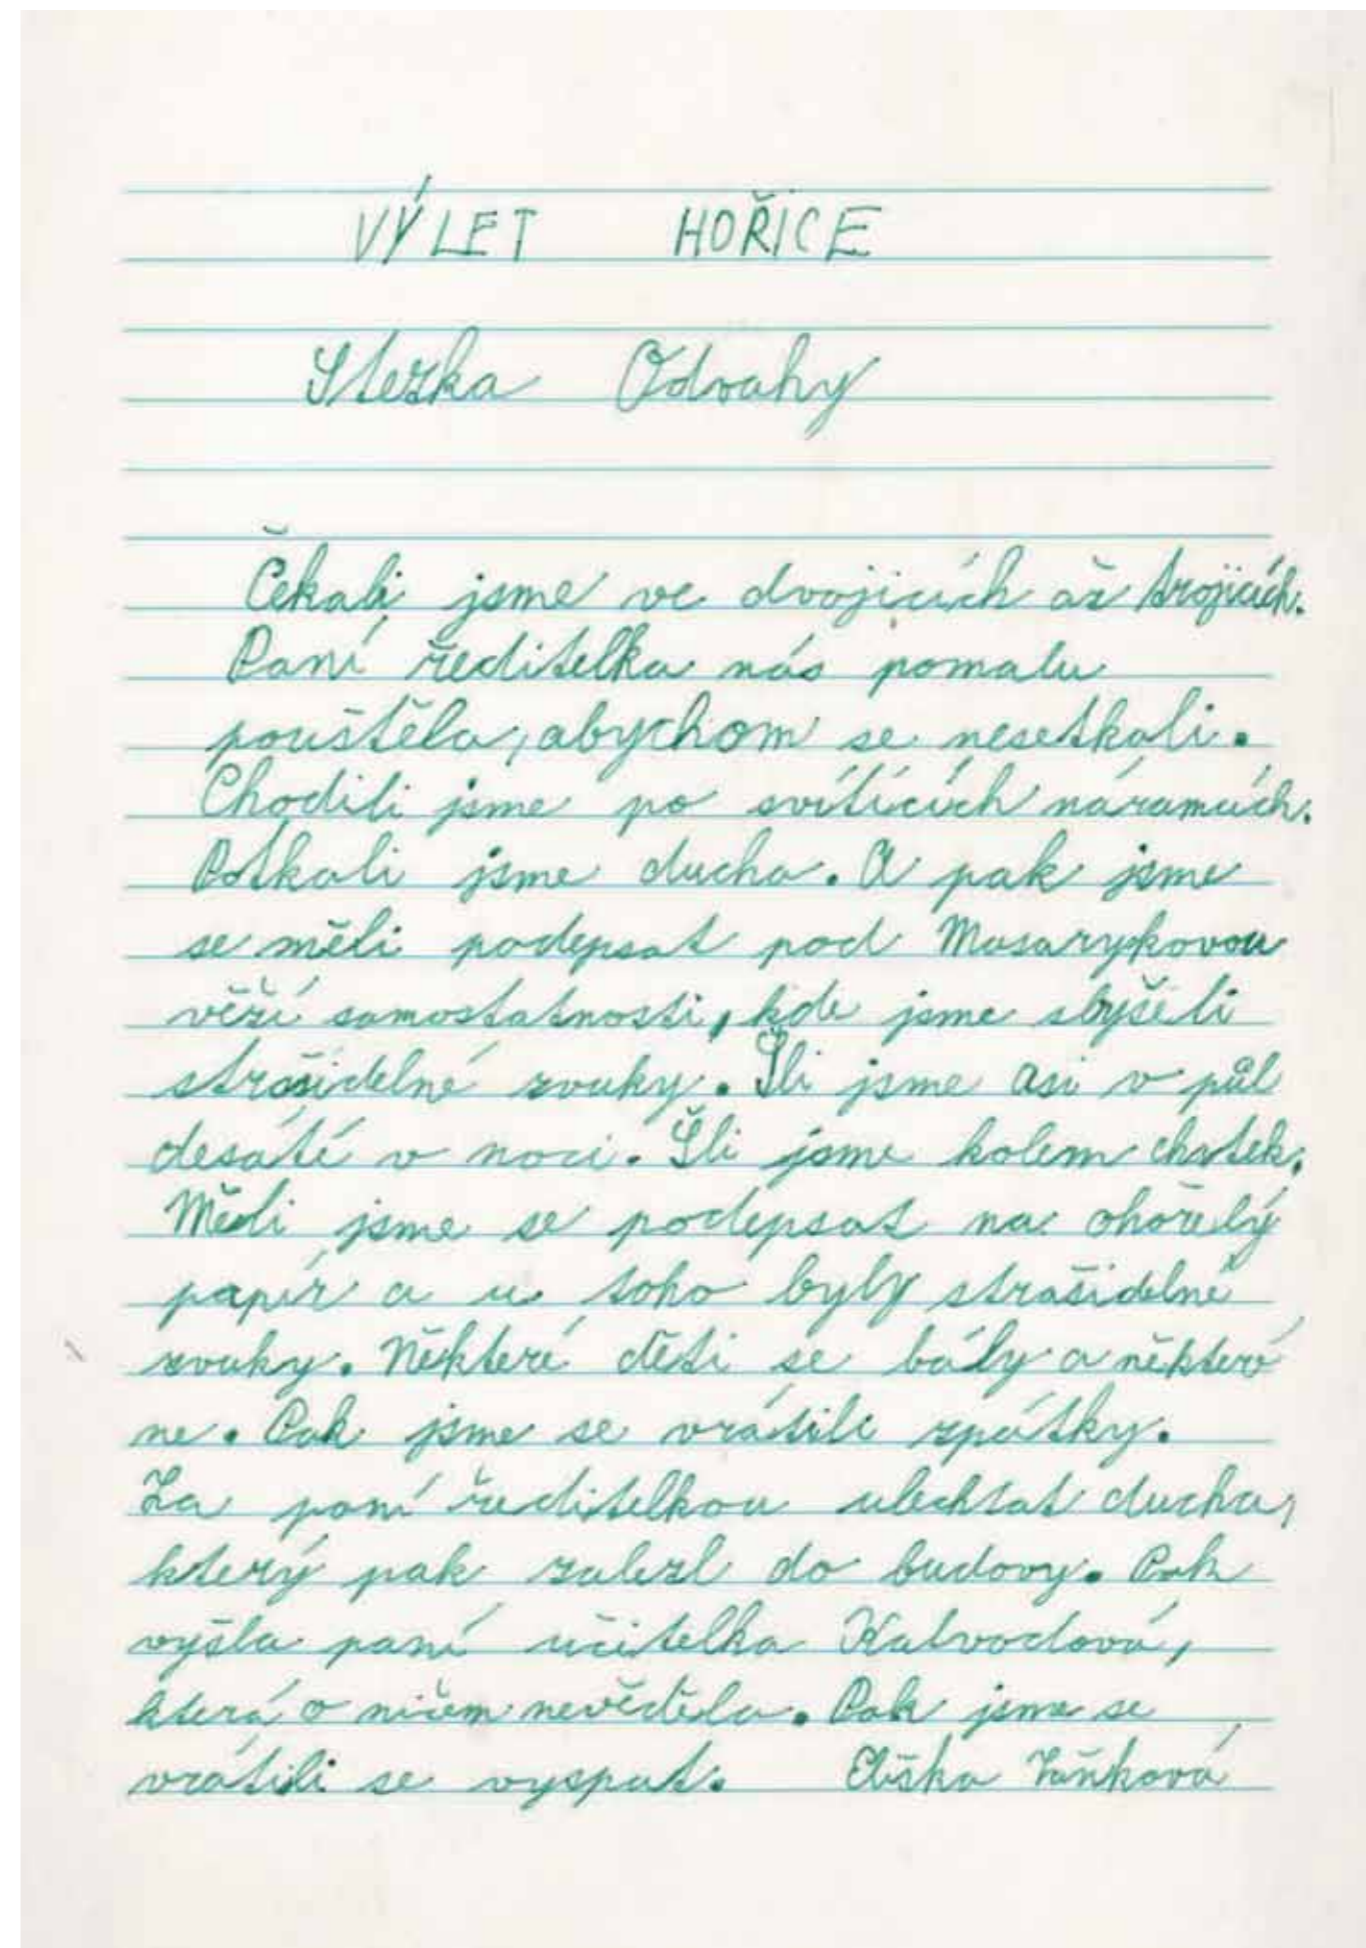 VÝLET HOŘICE
Stezka Odvahy
Čekali jsme ve dvojicích až trojicích.
Paní ředitelka nás pomalu
pouštěla, abychom se nesetkali.
Chodili jsme po svítících náramcích.
Potkali jsme ducha. A pak jsme
se měli podepsat pod Masarykovou
věží samostatnosti, kde jsme slyšeli
strašidelné zvuky. Šli jsme asi v půl
desáté v noci. Šli jsme kolem chatek.
Měli jsme se podepsat na ohořelý
papír a u toho byly strašidelné
zvuky. Některé děti se bály a některé
ne. Pak jsme se vrátili zpátky.
Za paní ředitelkou ulechtat ducha,
který pak zalezl do budovy. Pak
vyšla paní učitelka Kalvodová,
která o ničem nevěděla. Pak jsme se
vrátili se vyspat. Eliška Vaňková